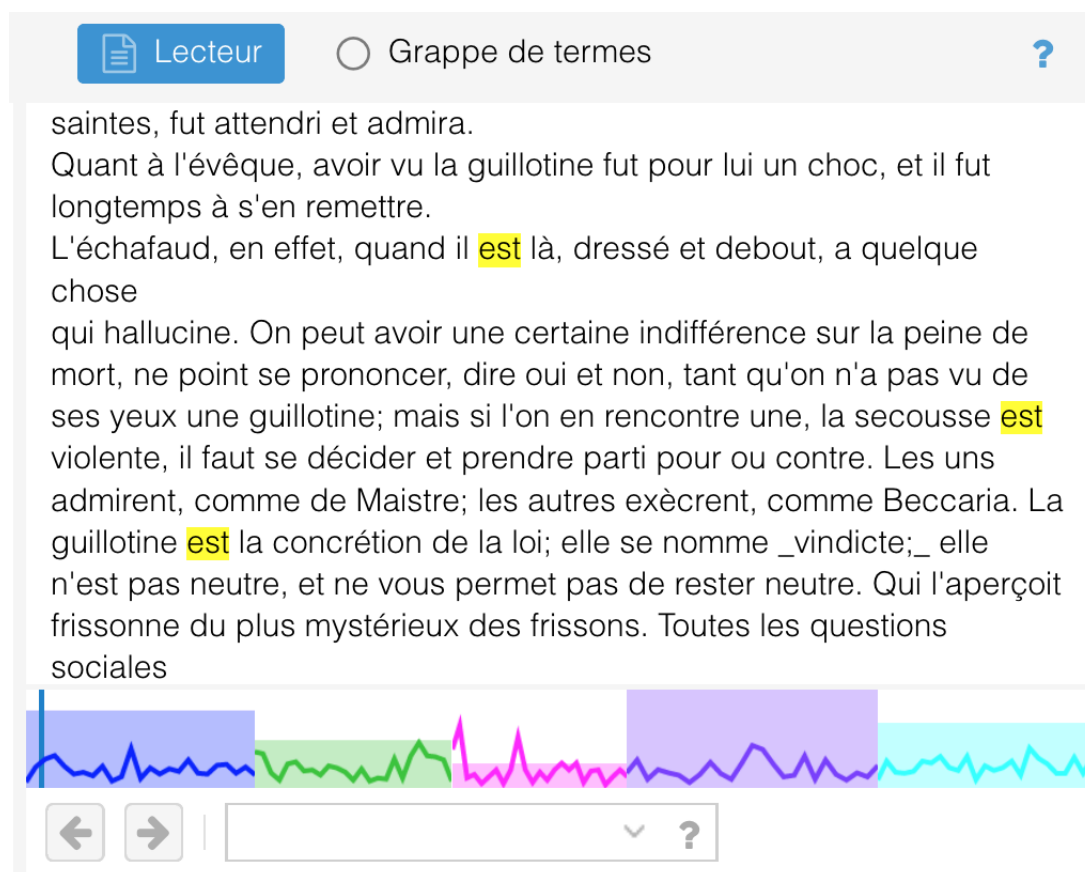 Lecteur Grappe de termes ?
saintes, fut attendri et admira.
Quant à l'évêque, avoir vu la guillotine fut pour lui un choc, et il fut
longtemps à s'en remettre.
L'échafaud, en effet, quand il est là, dressé et debout, a quelque
chose
qui hallucine. On peut avoir une certaine indifférence sur la peine de
mort, ne point se prononcer, dire oui et non, tant qu'on n'a pas vu de
ses yeux une guillotine; mais si l'on en rencontre une, la secousse est
violente, il faut se décider et prendre parti pour ou contre. Les uns
admirent, comme de Maistre; les autres exècrent, comme Beccaria. La
guillotine est la concrétion de la loi; elle se nomme _vindicte;_ elle
n'est pas neutre, et ne vous permet pas de rester neutre. Qui l'aperçoit
frissonne du plus mystérieux des frissons. Toutes les questions
sociales
?